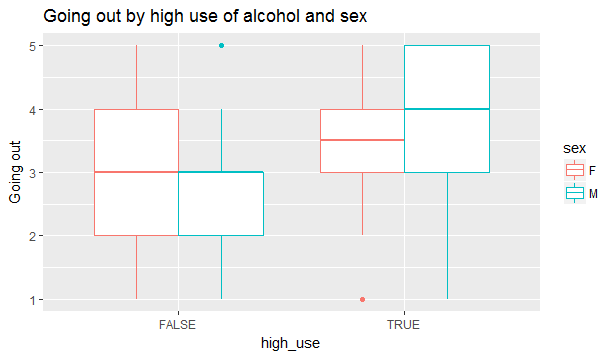 Going out by high use of alcohol and sex
5
4
3
2
1
Going out
FALSE
TRUE
high_use
sex
F
M